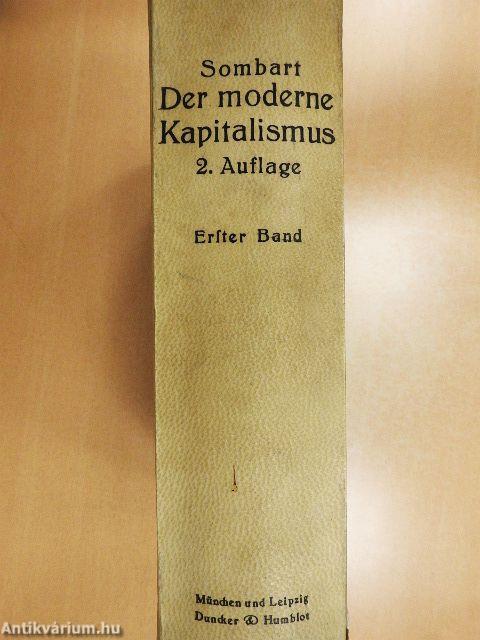 Sombart
Der moderne
Kapitalismus
2. Auflage
Erſter Band
München und Leipzig
Duncker & Humblot
Antikvárium.hu